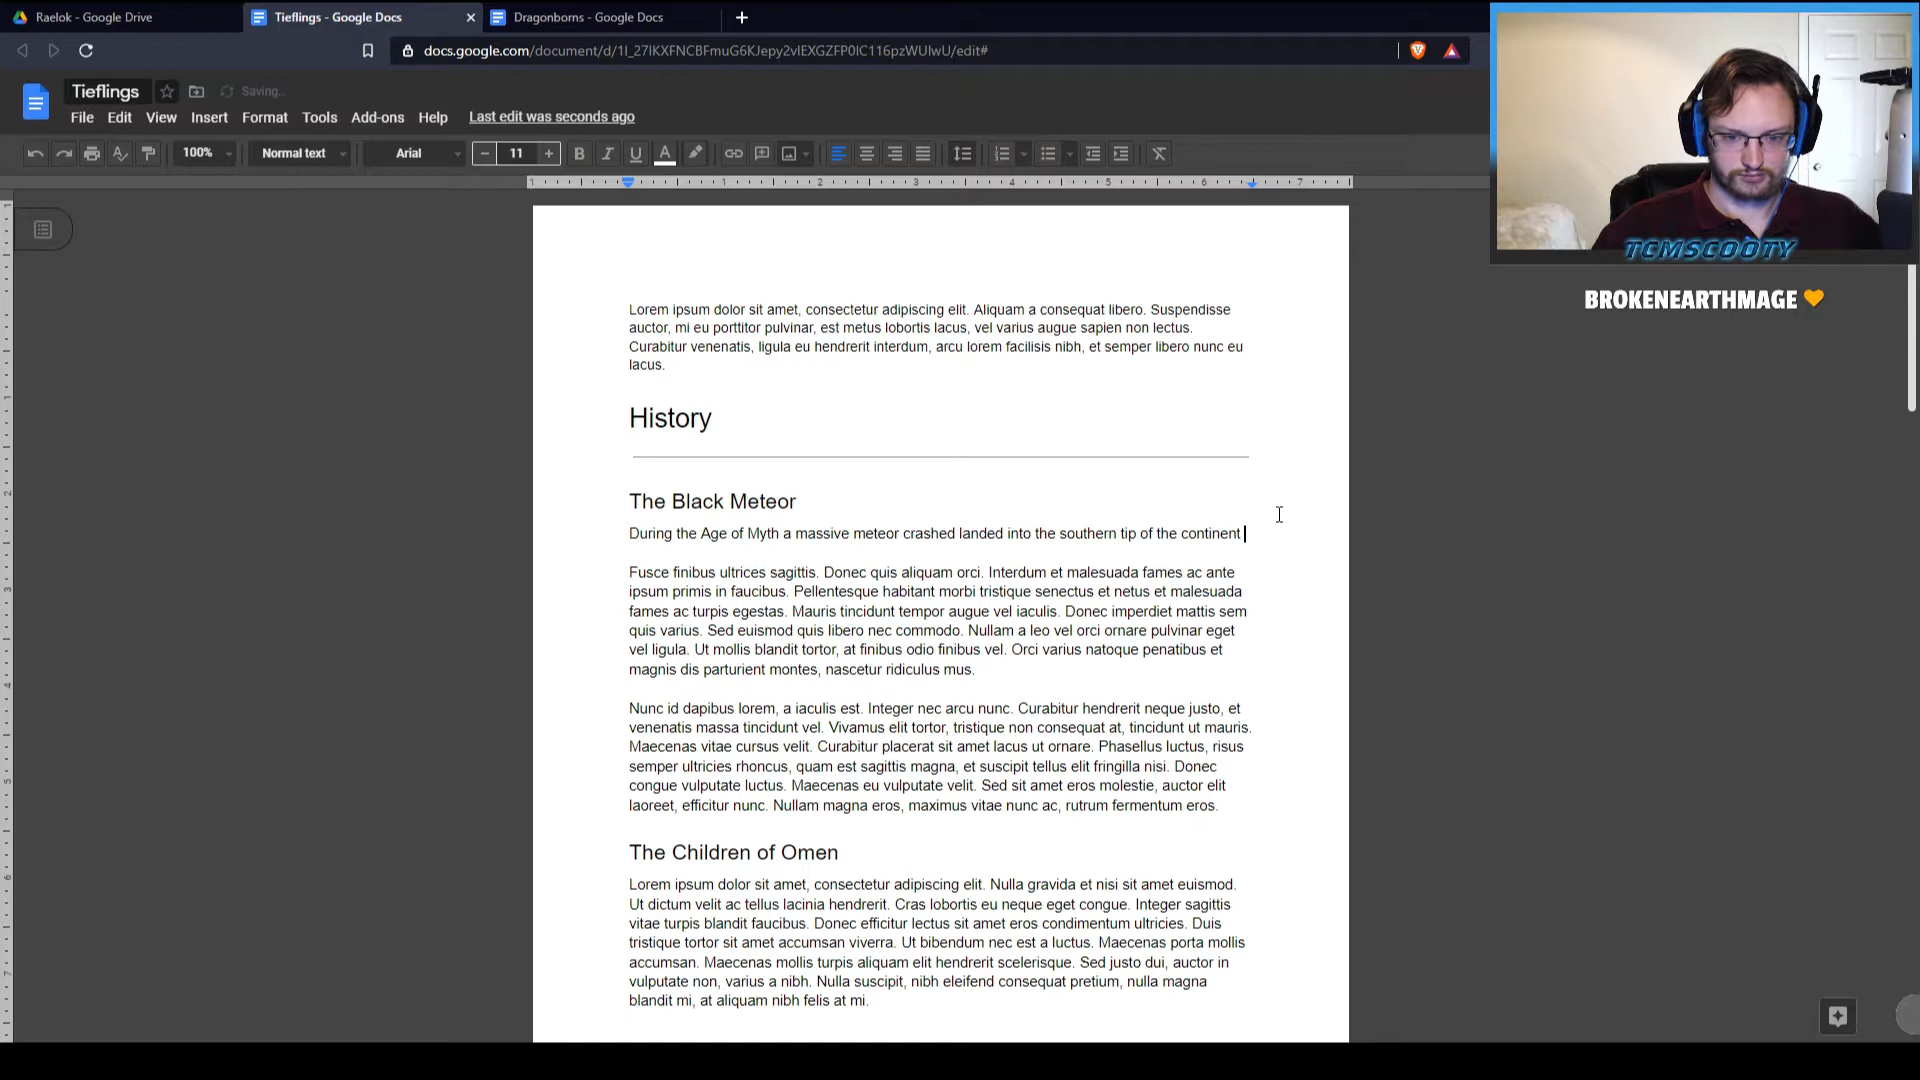 Raelok - Google Drive
Tieflings - Google Docs
Dragonborns - Google Docs
docs.google.com/document/d/1I_27IKXFNCBFmuG6KJepy2vIEXGZFP0IC116pzWUIwU/edit#
Tieflings
Saving...
File Edit View Insert Format Tools Add-ons Help Last edit was seconds ago
100% Normal text Arial 11 B I U A
1 1 2 3 4 5 6 7
TCMSCOOTY
BROKENEARTHMAGE 🧡
Lorem ipsum dolor sit amet, consectetur adipiscing elit. Aliquam a consequat libero. Suspendisse
auctor, mi eu porttitor pulvinar, est metus lobortis lacus, vel varius augue sapien non lectus.
Curabitur venenatis, ligula eu hendrerit interdum, arcu lorem facilisis nibh, et semper libero nunc eu
lacus.
History
The Black Meteor
During the Age of Myth a massive meteor crashed landed into the southern tip of the continent
Fusce finibus ultrices sagittis. Donec quis aliquam orci. Interdum et malesuada fames ac ante
ipsum primis in faucibus. Pellentesque habitant morbi tristique senectus et netus et malesuada
fames ac turpis egestas. Mauris tincidunt tempor augue vel iaculis. Donec imperdiet mattis sem
quis varius. Sed euismod quis libero nec commodo. Nullam a leo vel orci ornare pulvinar eget
vel ligula. Ut mollis blandit tortor, at finibus odio finibus vel. Orci varius natoque penatibus et
magnis dis parturient montes, nascetur ridiculus mus.
Nunc id dapibus lorem, a iaculis est. Integer nec arcu nunc. Curabitur hendrerit neque justo, et
venenatis massa tincidunt vel. Vivamus elit tortor, tristique non consequat at, tincidunt ut mauris.
Maecenas vitae cursus velit. Curabitur placerat sit amet lacus ut ornare. Phasellus luctus, risus
semper ultricies rhoncus, quam est sagittis magna, et suscipit tellus elit fringilla nisi. Donec
congue vulputate luctus. Maecenas eu vulputate velit. Sed sit amet eros molestie, auctor elit
laoreet, efficitur nunc. Nullam magna eros, maximus vitae nunc ac, rutrum fermentum eros.
The Children of Omen
Lorem ipsum dolor sit amet, consectetur adipiscing elit. Nulla gravida et nisi sit amet euismod.
Ut dictum velit ac tellus lacinia hendrerit. Cras lobortis eu neque eget congue. Integer sagittis
vitae turpis blandit faucibus. Donec efficitur lectus sit amet eros condimentum ultricies. Duis
tristique tortor sit amet accumsan viverra. Ut bibendum nec est a luctus. Maecenas porta mollis
accumsan. Maecenas mollis turpis aliquam elit hendrerit scelerisque. Sed justo dui, auctor in
vulputate non, varius a nibh. Nulla suscipit, nibh eleifend consequat pretium, nulla magna
blandit mi, at aliquam nibh felis at mi.